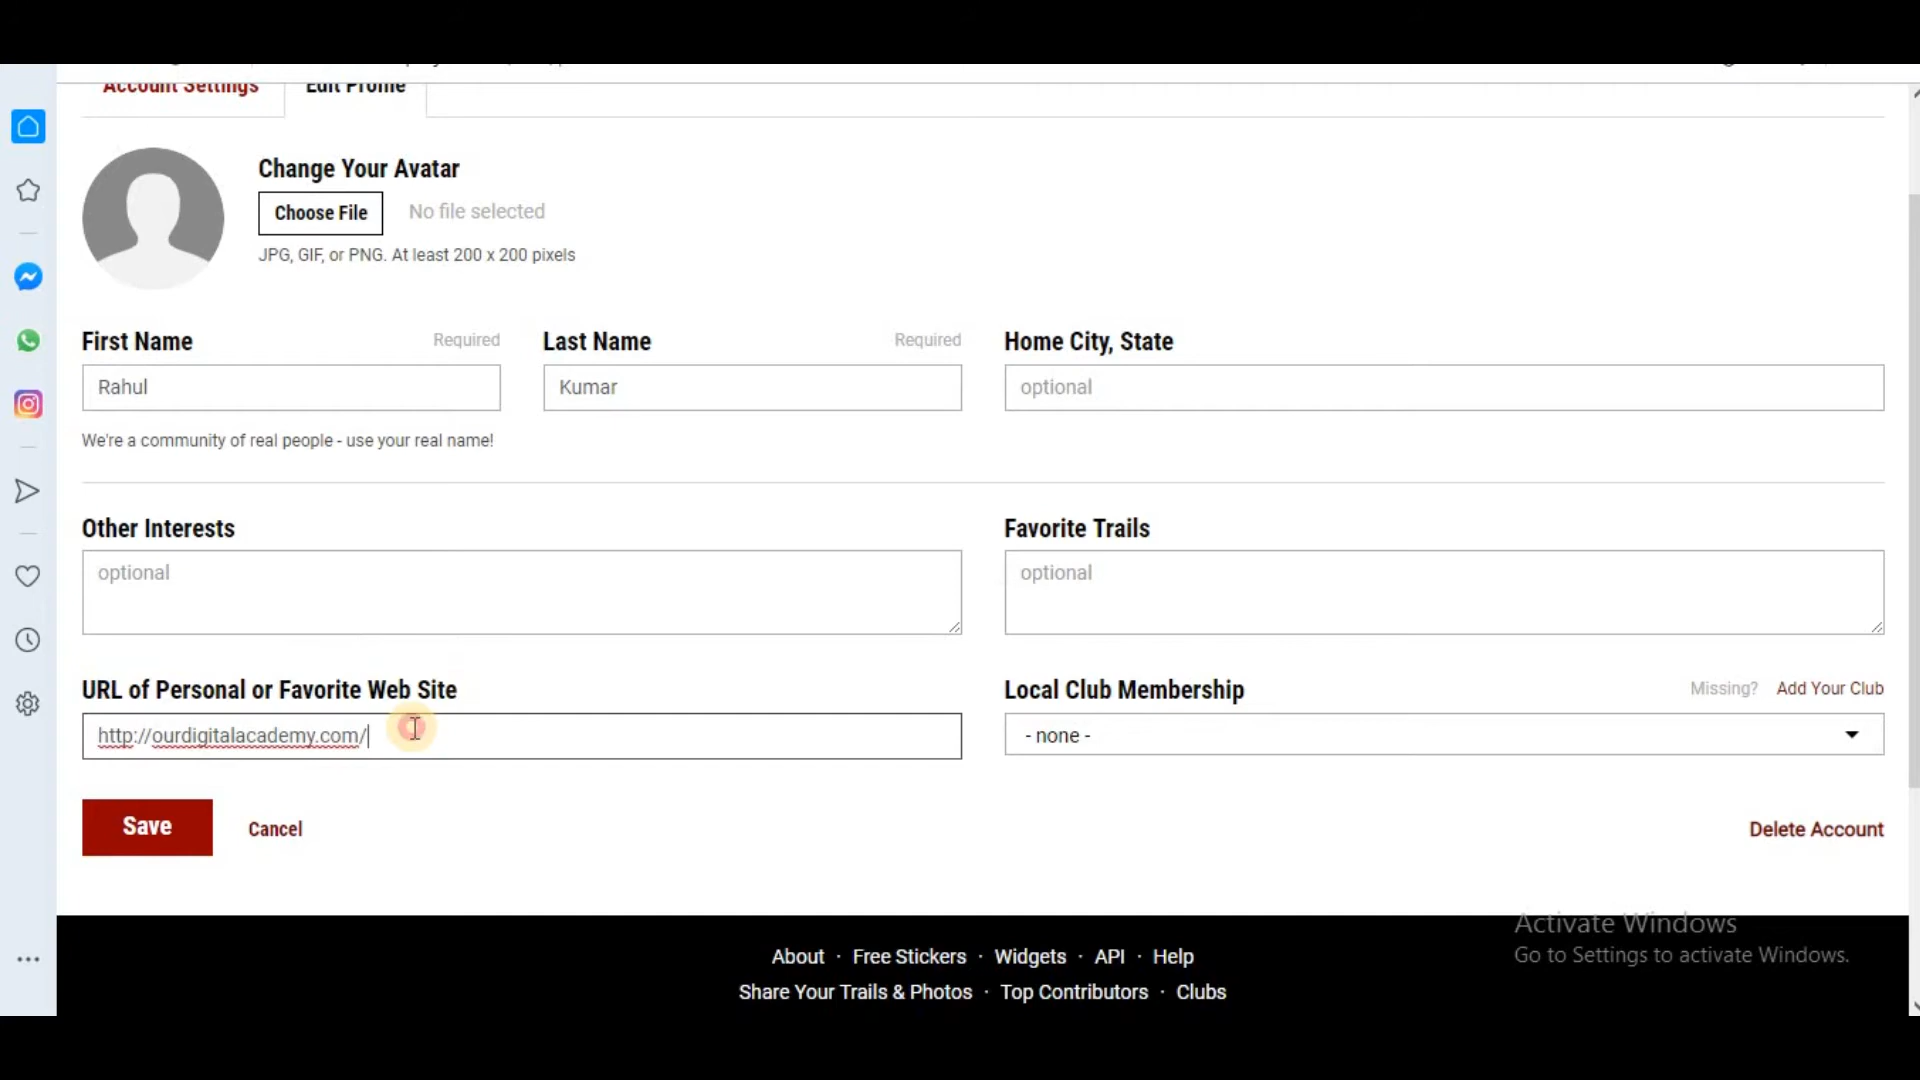 Account Settings
Edit Profile
Change Your Avatar
Choose File
No file selected
JPG, GIF, or PNG. At least 200 x 200 pixels
First Name
Required
Last Name
Required
Home City, State
Rahul
Kumar
optional
We're a community of real people - use your real name!
Other Interests
Favorite Trails
optional
optional
URL of Personal or Favorite Web Site
Local Club Membership
Missing?
Add Your Club
http://ourdigitalacademy.com/
- none -
Save
Cancel
Delete Account
Activate Windows
Go to Settings to activate Windows.
About · Free Stickers · Widgets · API · Help
Share Your Trails & Photos · Top Contributors · Clubs